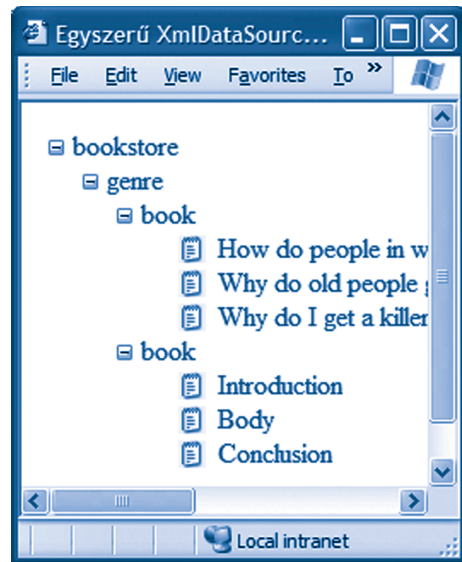 Egyszerű XmlDataSourc...
File Edit View Favorites To »
bookstore
genre
book
How do people in w
Why do old people g
Why do I get a killer
book
Introduction
Body
Conclusion
Local intranet